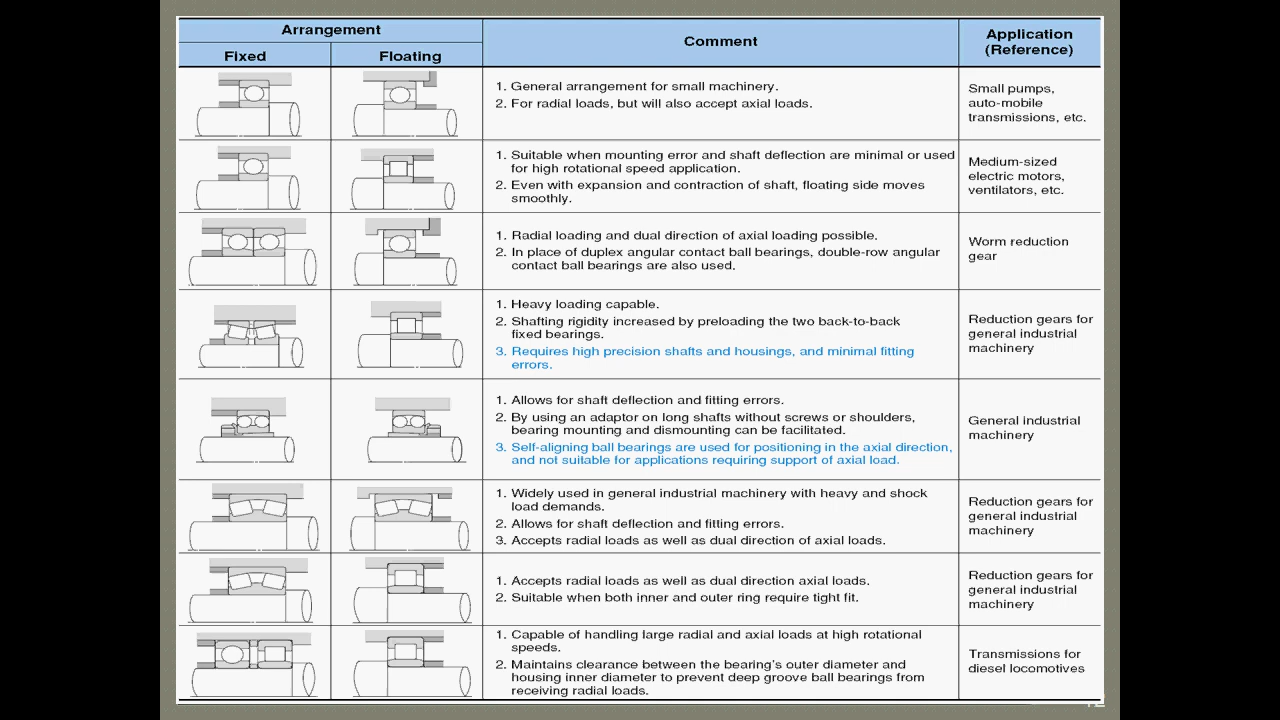 Arrangement
Comment
Application
(Reference)
Fixed
Floating
1. General arrangement for small machinery.
2. For radial loads, but will also accept axial loads.
Small pumps,
auto-mobile
transmissions, etc.
1. Suitable when mounting error and shaft deflection are minimal or used
for high rotational speed application.
2. Even with expansion and contraction of shaft, floating side moves
smoothly.
Medium-sized
electric motors,
ventilators, etc.
1. Radial loading and dual direction of axial loading possible.
2. In place of duplex angular contact ball bearings, double-row angular
contact ball bearings are also used.
Worm reduction
gear
1. Heavy loading capable.
2. Shafting rigidity increased by preloading the two back-to-back
fixed bearings.
3. Requires high precision shafts and housings, and minimal fitting
errors.
Reduction gears for
general industrial
machinery
1. Allows for shaft deflection and fitting errors.
2. By using an adaptor on long shafts without screws or shoulders,
bearing mounting and dismounting can be facilitated.
3. Self-aligning ball bearings are used for positioning in the axial direction,
and not suitable for applications requiring support of axial load.
General industrial
machinery
1. Widely used in general industrial machinery with heavy and shock
load demands.
2. Allows for shaft deflection and fitting errors.
3. Accepts radial loads as well as dual direction of axial loads.
Reduction gears for
general industrial
machinery
1. Accepts radial loads as well as dual direction axial loads.
2. Suitable when both inner and outer ring require tight fit.
Reduction gears for
general industrial
machinery
1. Capable of handling large radial and axial loads at high rotational
speeds.
2. Maintains clearance between the bearing's outer diameter and
housing inner diameter to prevent deep groove ball bearings from
receiving radial loads.
Transmissions for
diesel locomotives